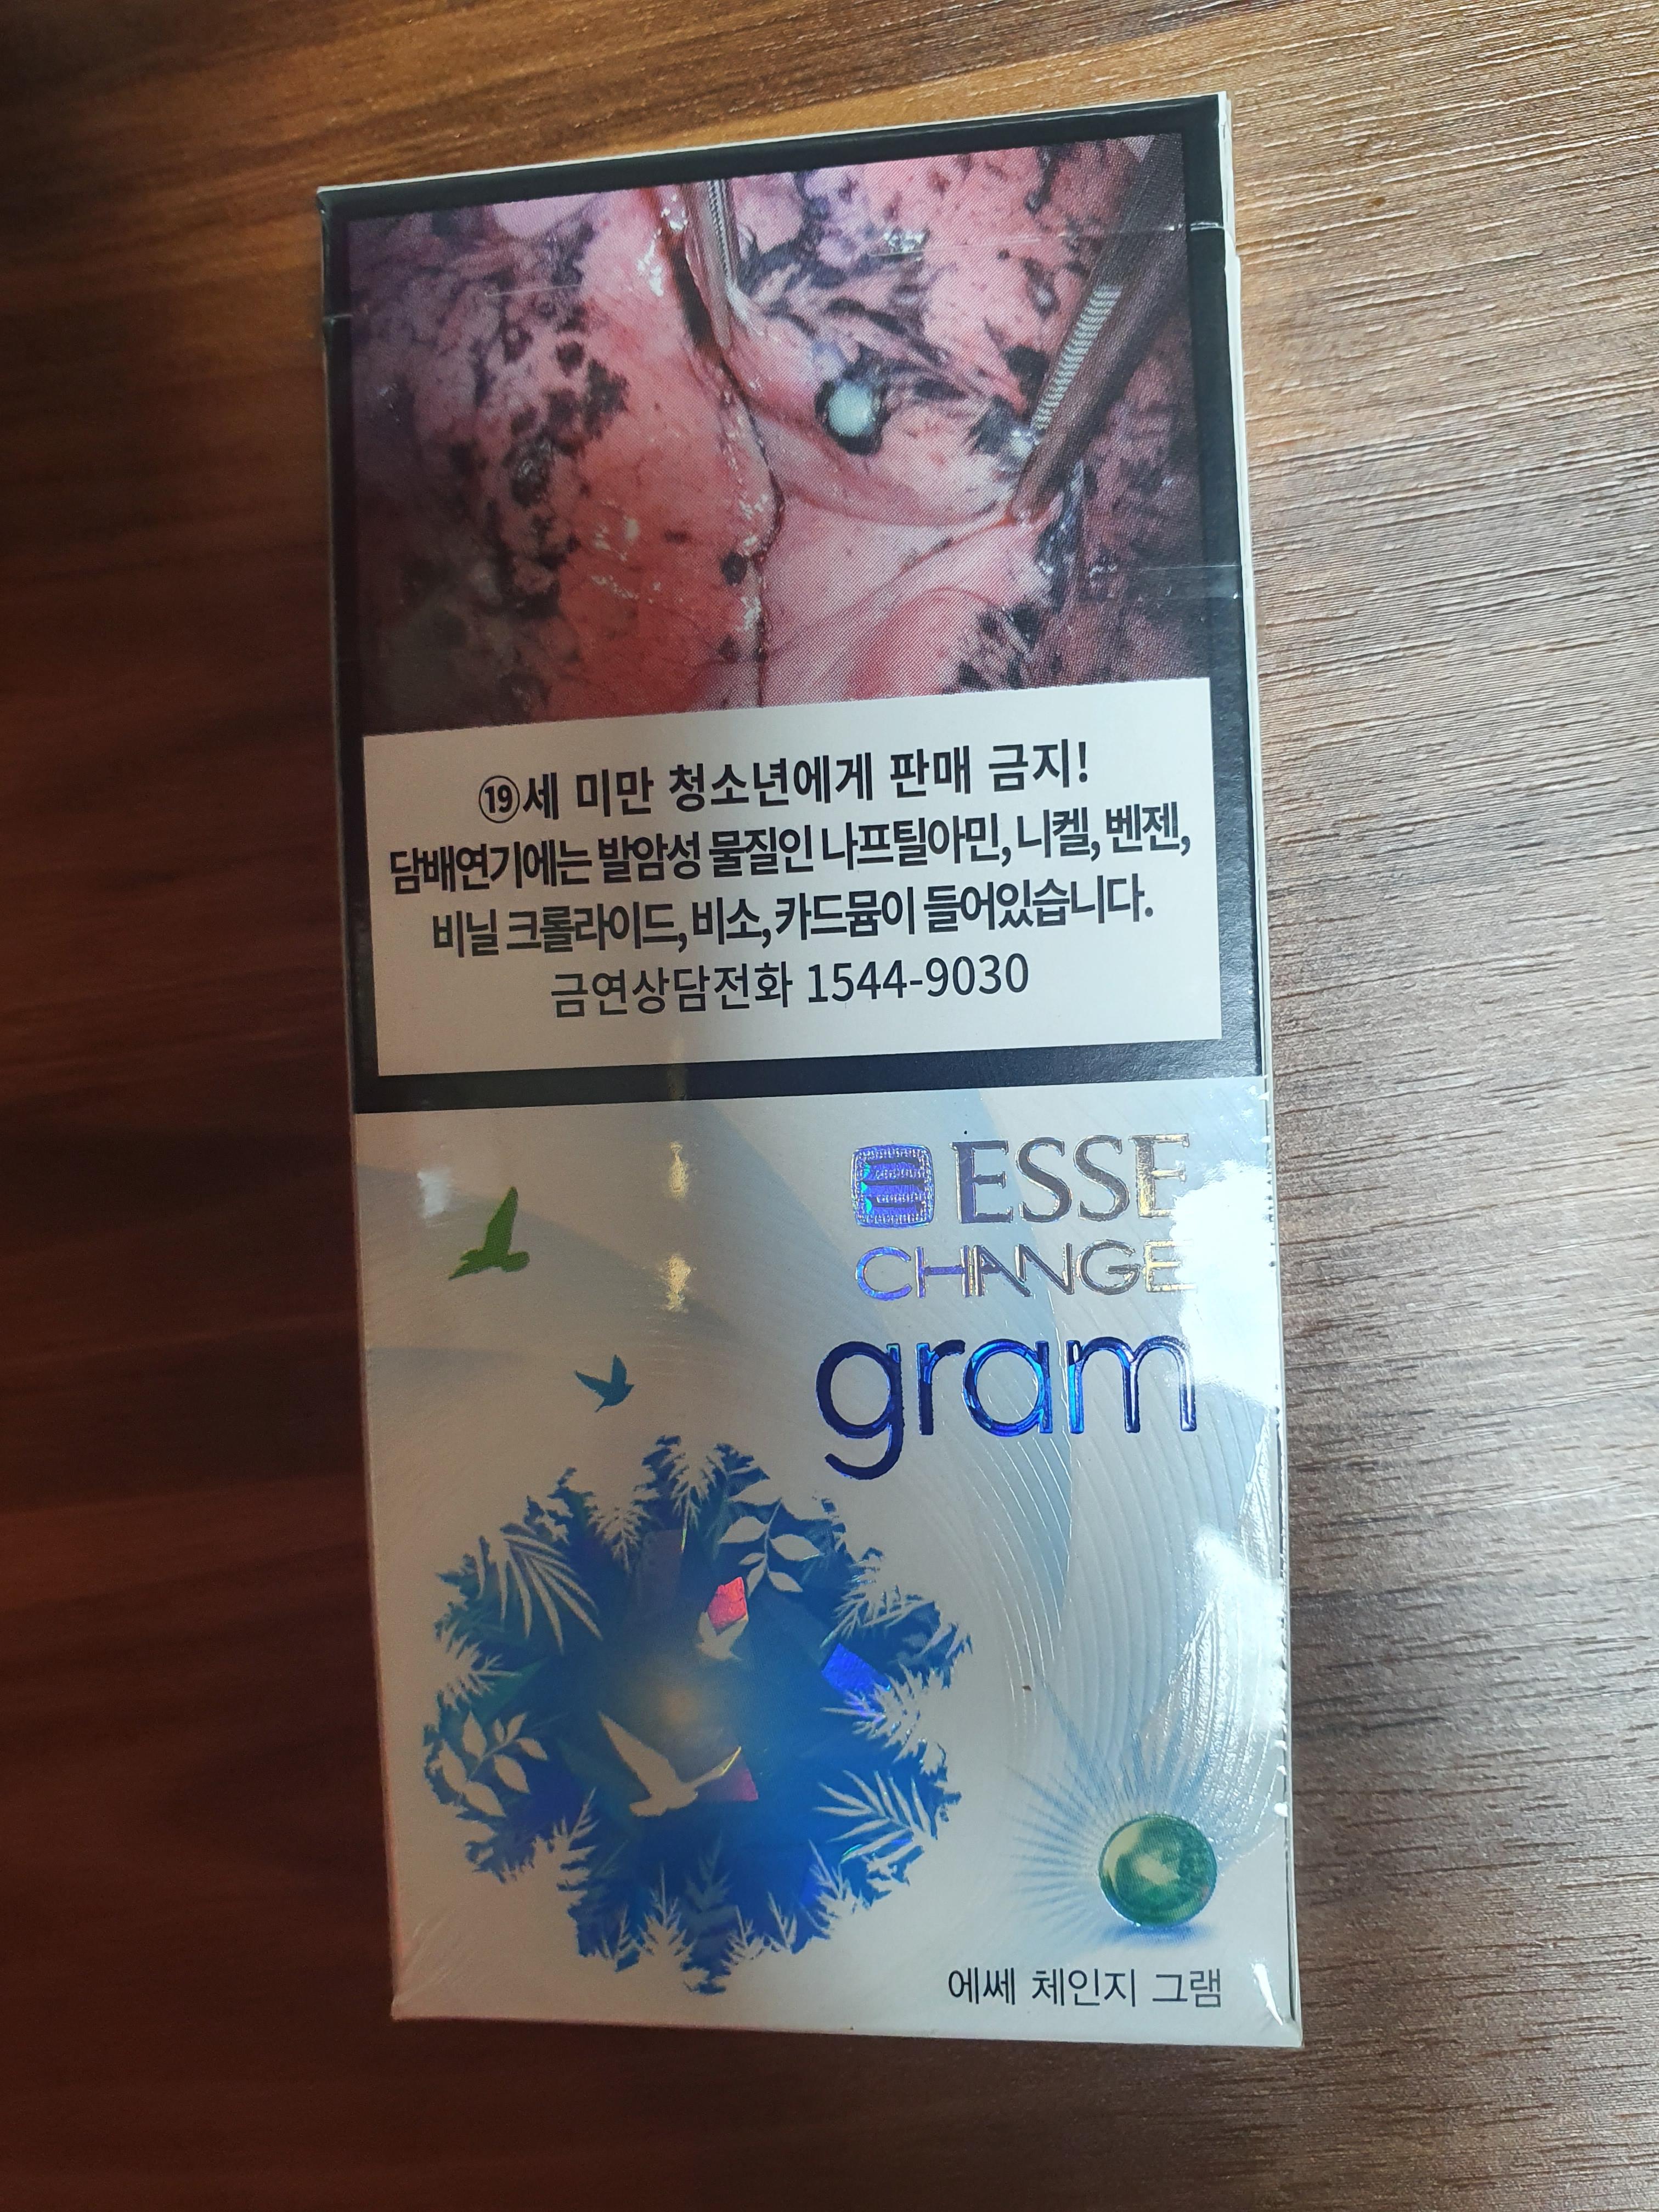 ⑲세 미만 청소년에게 판매 금지!
담배연기에는 발암성 물질인 나프틸아민, 니켈, 벤젠,
비닐 크롤라이드, 비소, 카드뮴이 들어있습니다.
금연상담전화 1544-9030
ESSE
CHANGE
gram
에쎄 체인지 그램